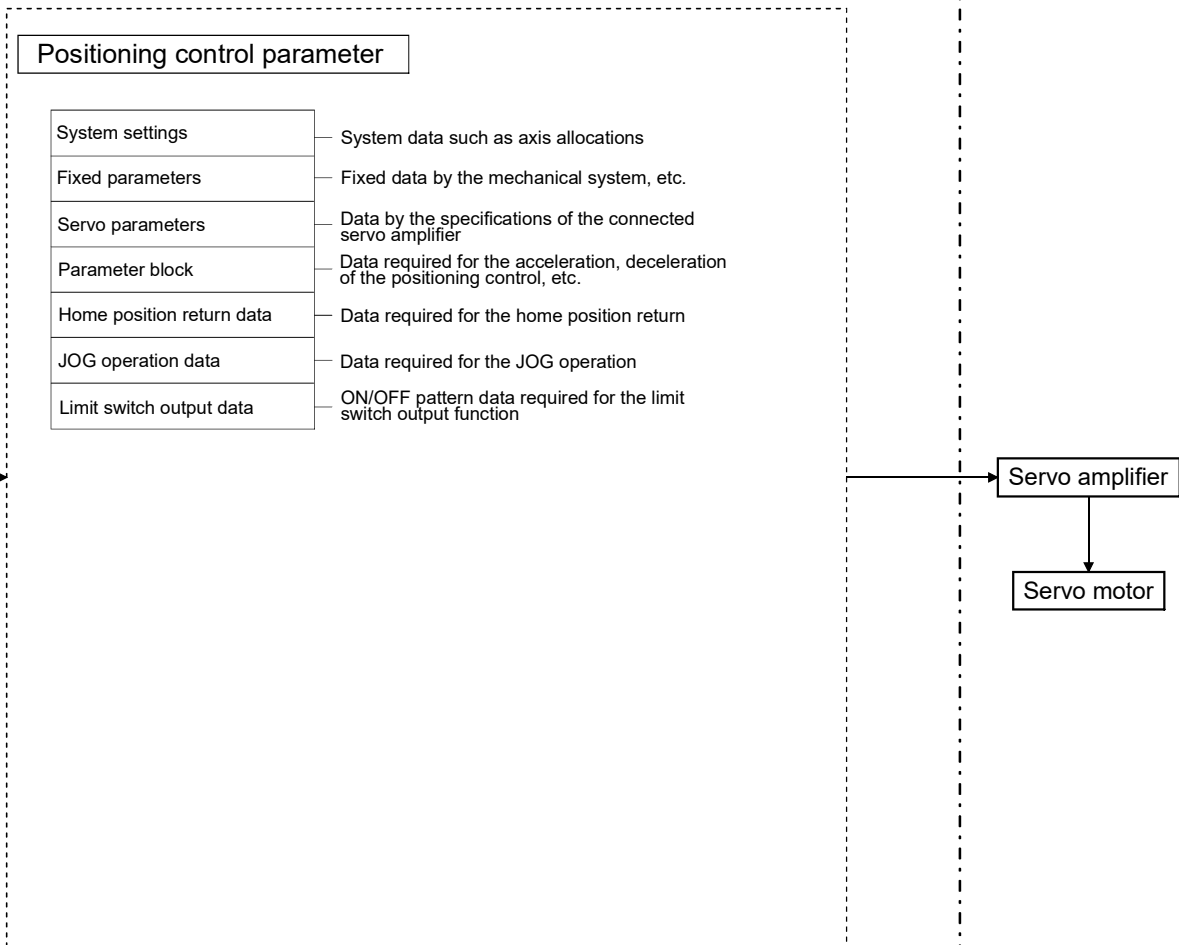 Positioning control parameter
System settings
System data such as axis allocations
Fixed parameters
Fixed data by the mechanical system, etc.
Servo parameters
Data by the specifications of the connected
servo amplifier
Parameter block
Data required for the acceleration, deceleration
of the positioning control, etc.
Home position return data
Data required for the home position return
JOG operation data
Data required for the JOG operation
Limit switch output data
ON/OFF pattern data required for the limit
switch output function
Servo amplifier
Servo motor